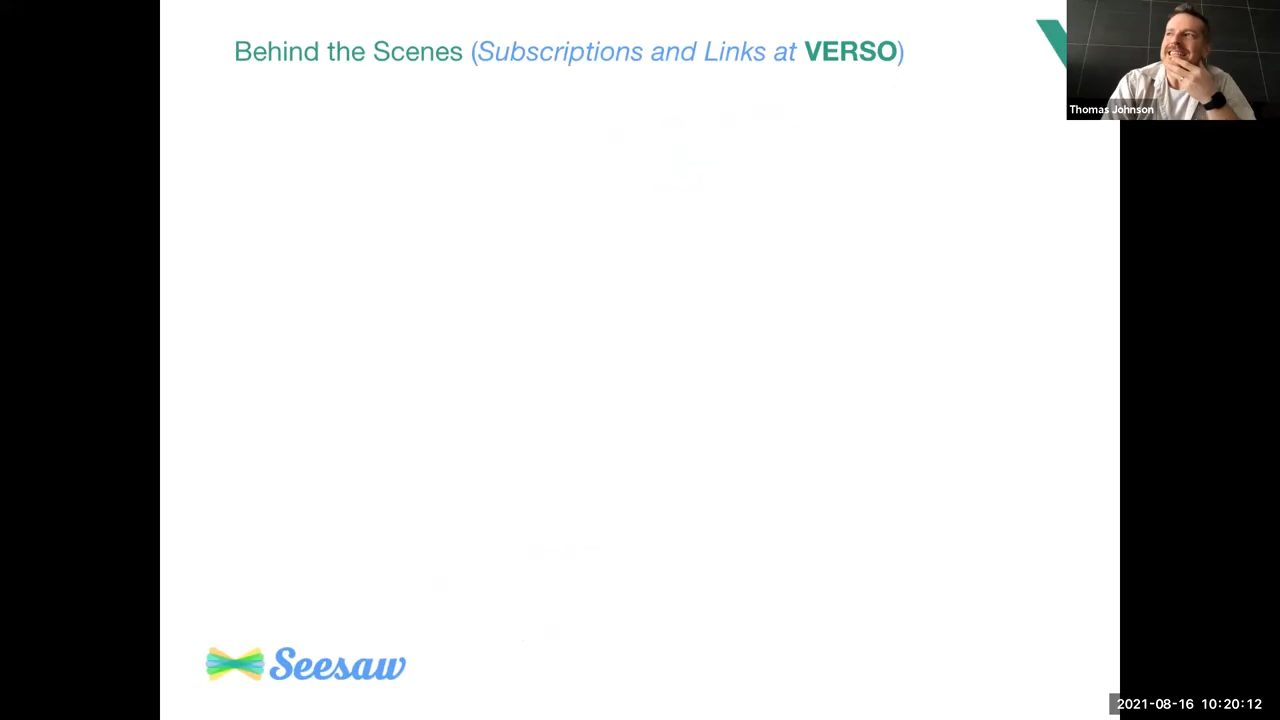 Behind the Scenes (Subscriptions and Links at VERSO)
Thomas Johnson
Seesaw
2021-08-16 10:20:12